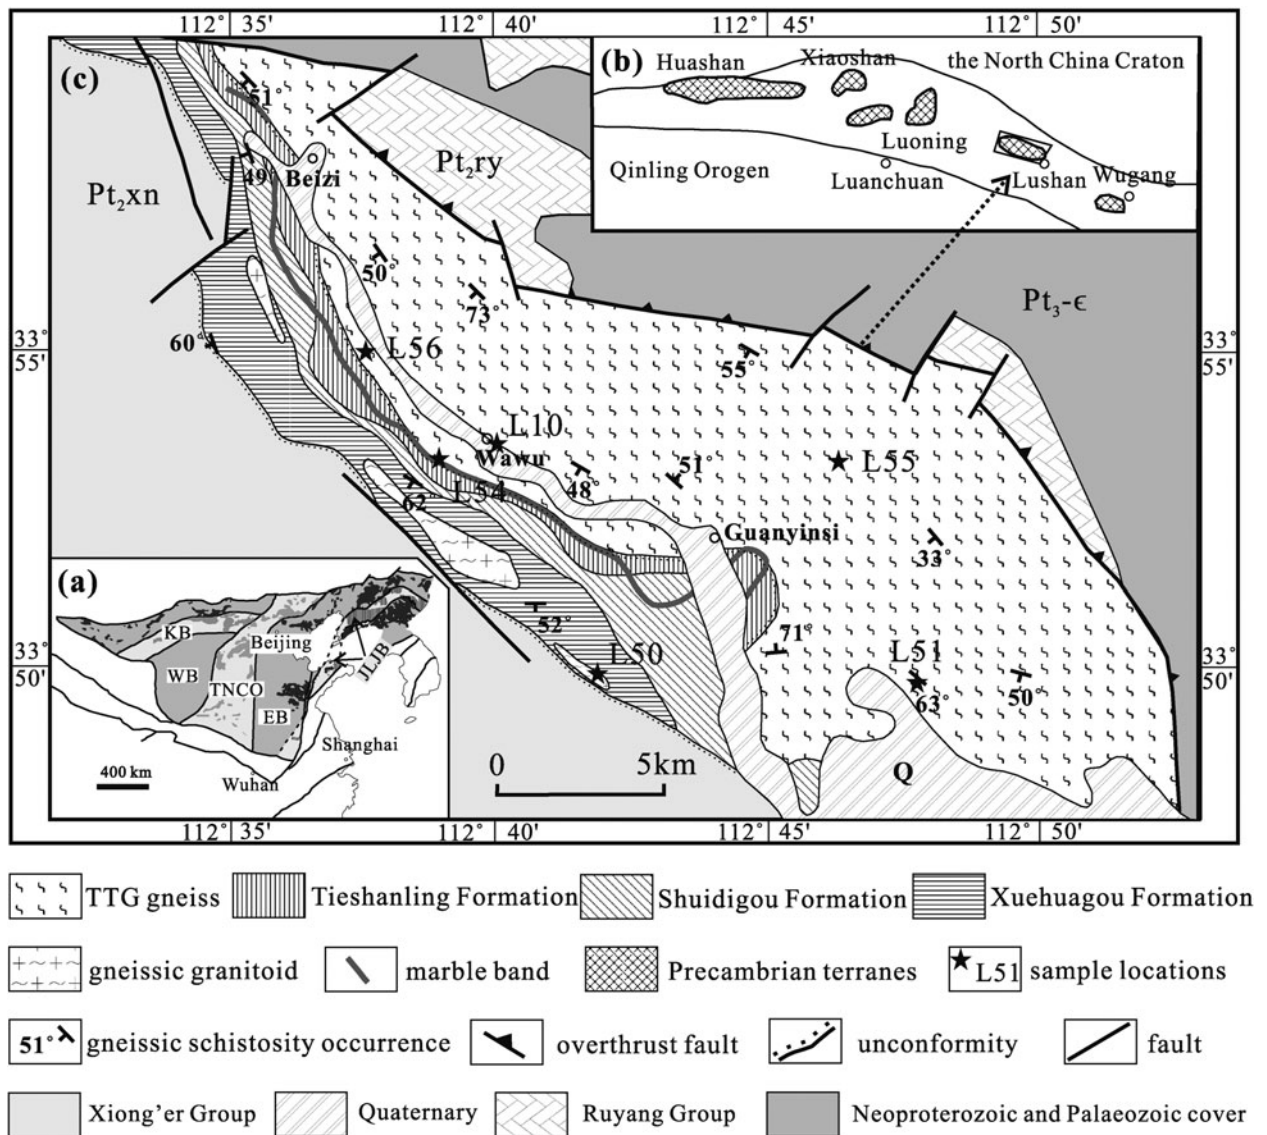 112° 35'
112° 40'
112° 45'
112° 50'
(c)
(b)
Huashan
Xiaoshan
the North China Craton
Luoning
Qinling Orogen
Luanchuan
Lushan
Wugang
51°
Pt₂ry
49°
Beizi
Pt₂xn
50°
73°
Pt₃-ϵ
33° 55'
60°
L56
55°
33° 55'
L10
Wawu
L54
62°
48°
51°
L55
Guanyinsi
33°
(a)
KB
Beijing
WB
TNCO
EB
JLJB
Shanghai
Wuhan
400 km
52°
71°
L50
L51
63°
50°
33° 50'
33° 50'
0 5km
Q
112° 35'
112° 40'
112° 45'
112° 50'
TTG gneiss
Tieshanling Formation
Shuidigou Formation
Xuehuagou Formation
gneissic granitoid
marble band
Precambrian terranes
L51 sample locations
51° gneissic schistosity occurrence
overthrust fault
unconformity
fault
Xiong'er Group
Quaternary
Ruyang Group
Neoproterozoic and Palaeozoic cover